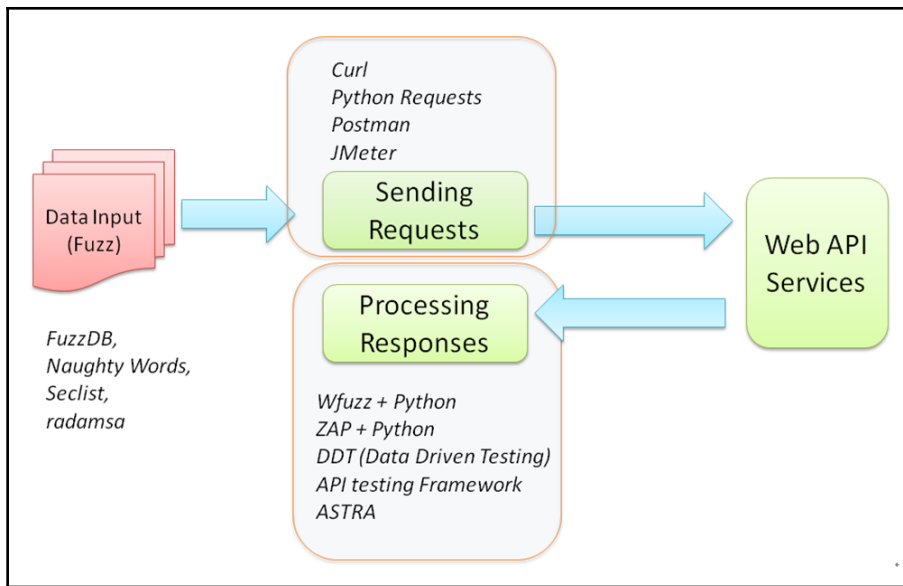 Curl
Python Requests
Postman
JMeter
Data Input
(Fuzz)
Sending
Requests
Web API
Services
Processing
Responses
FuzzDB,
Naughty Words,
Seclist,
radamsa
Wfuzz + Python
ZAP + Python
DDT (Data Driven Testing)
API testing Framework
ASTRA